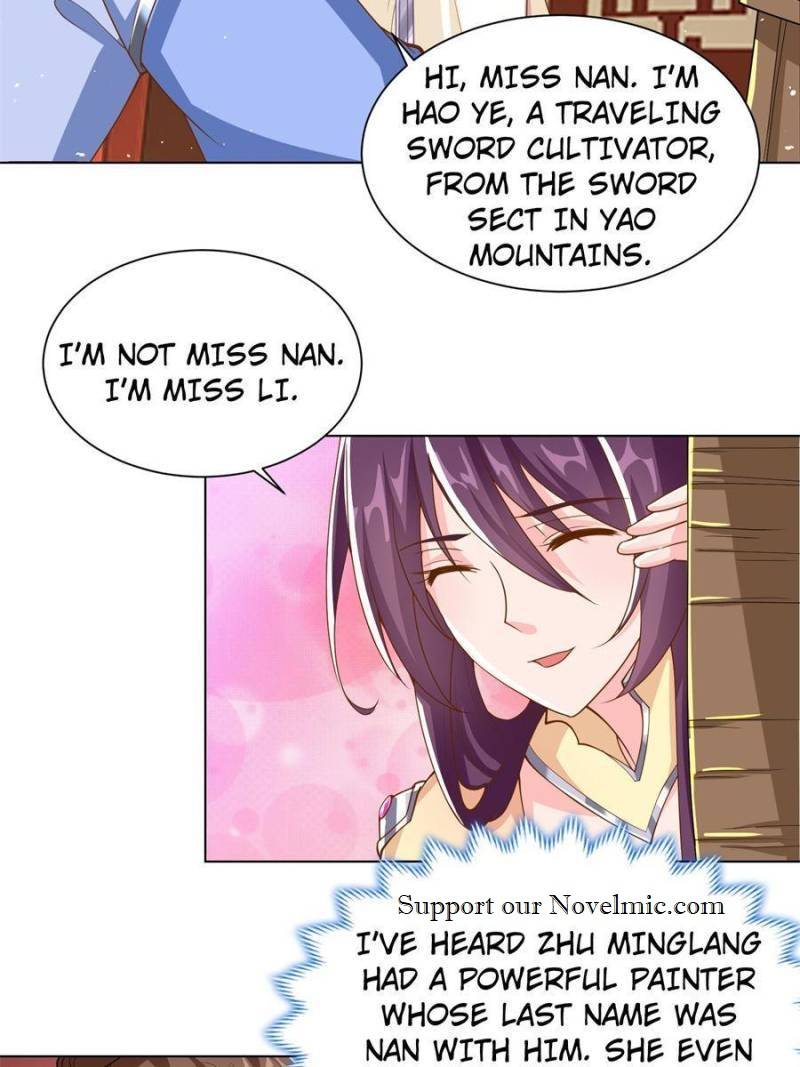 HI, MISS NAN. I'M
HAO YE, A TRAVELING
SWORD CULTIVATOR,
FROM THE SWORD
SECT IN YAO
MOUNTAINS.
I'M NOT MISS NAN.
I'M MISS LI.
Support our Novelmic.com
I'VE HEARD ZHU MINGLANG
HAD A POWERFUL PAINTER
WHOSE LAST NAME WAS
NAN WITH HIM. SHE EVEN